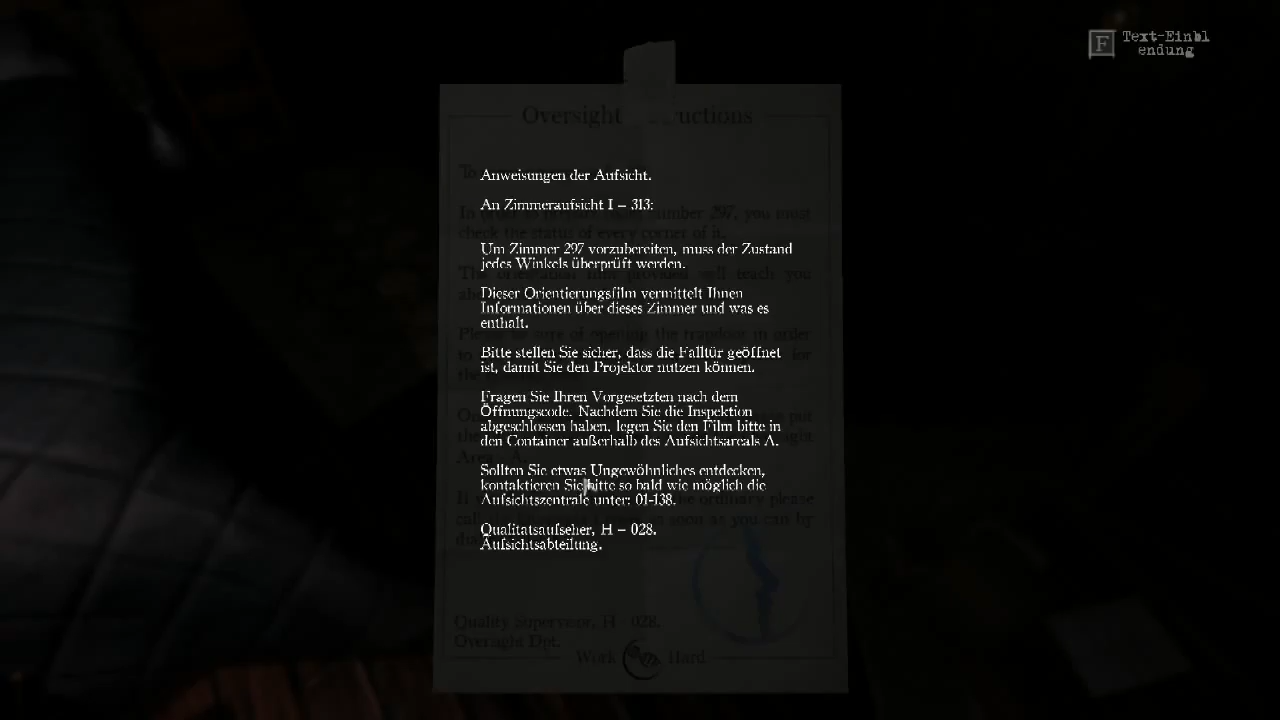 F
Text-Einbl
endung
Oversight
Anweisungen der Aufsicht.
An Zimmeraufsicht I – 313:
Um Zimmer 297 vorzubereiten, muss der Zustand
jedes Winkels überprüft werden.
Dieser Orientierungsfilm vermittelt Ihnen
Informationen über dieses Zimmer und was es
enthalt.
Bitte stellen Sie sicher, dass die Falltür geöffnet
ist, damit Sie den Projektor nutzen können.
Fragen Sie Ihren Vorgesetzten nach dem
Öffnungscode. Nachdem Sie die Inspektion
abgeschlossen haben, legen Sie den Film bitte in
den Container außerhalb des Aufsichtsareals A.
Sollten Sie etwas Ungewöhnliches entdecken,
kontaktieren Sie bitte so bald wie möglich die
Aufsichtszentrale unter: 01-138.
Qualitatsaufseher, H – 028.
Aufsichtsabteilung.
Quality Supervisor, H 028.
Oversight Dpt.
Work Hard